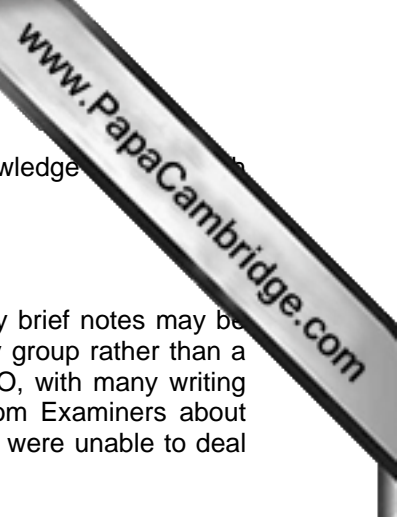 www.PapaCambridge.com
wledge
y brief notes may be
y group rather than a
O, with many writing
om Examiners about
were unable to deal